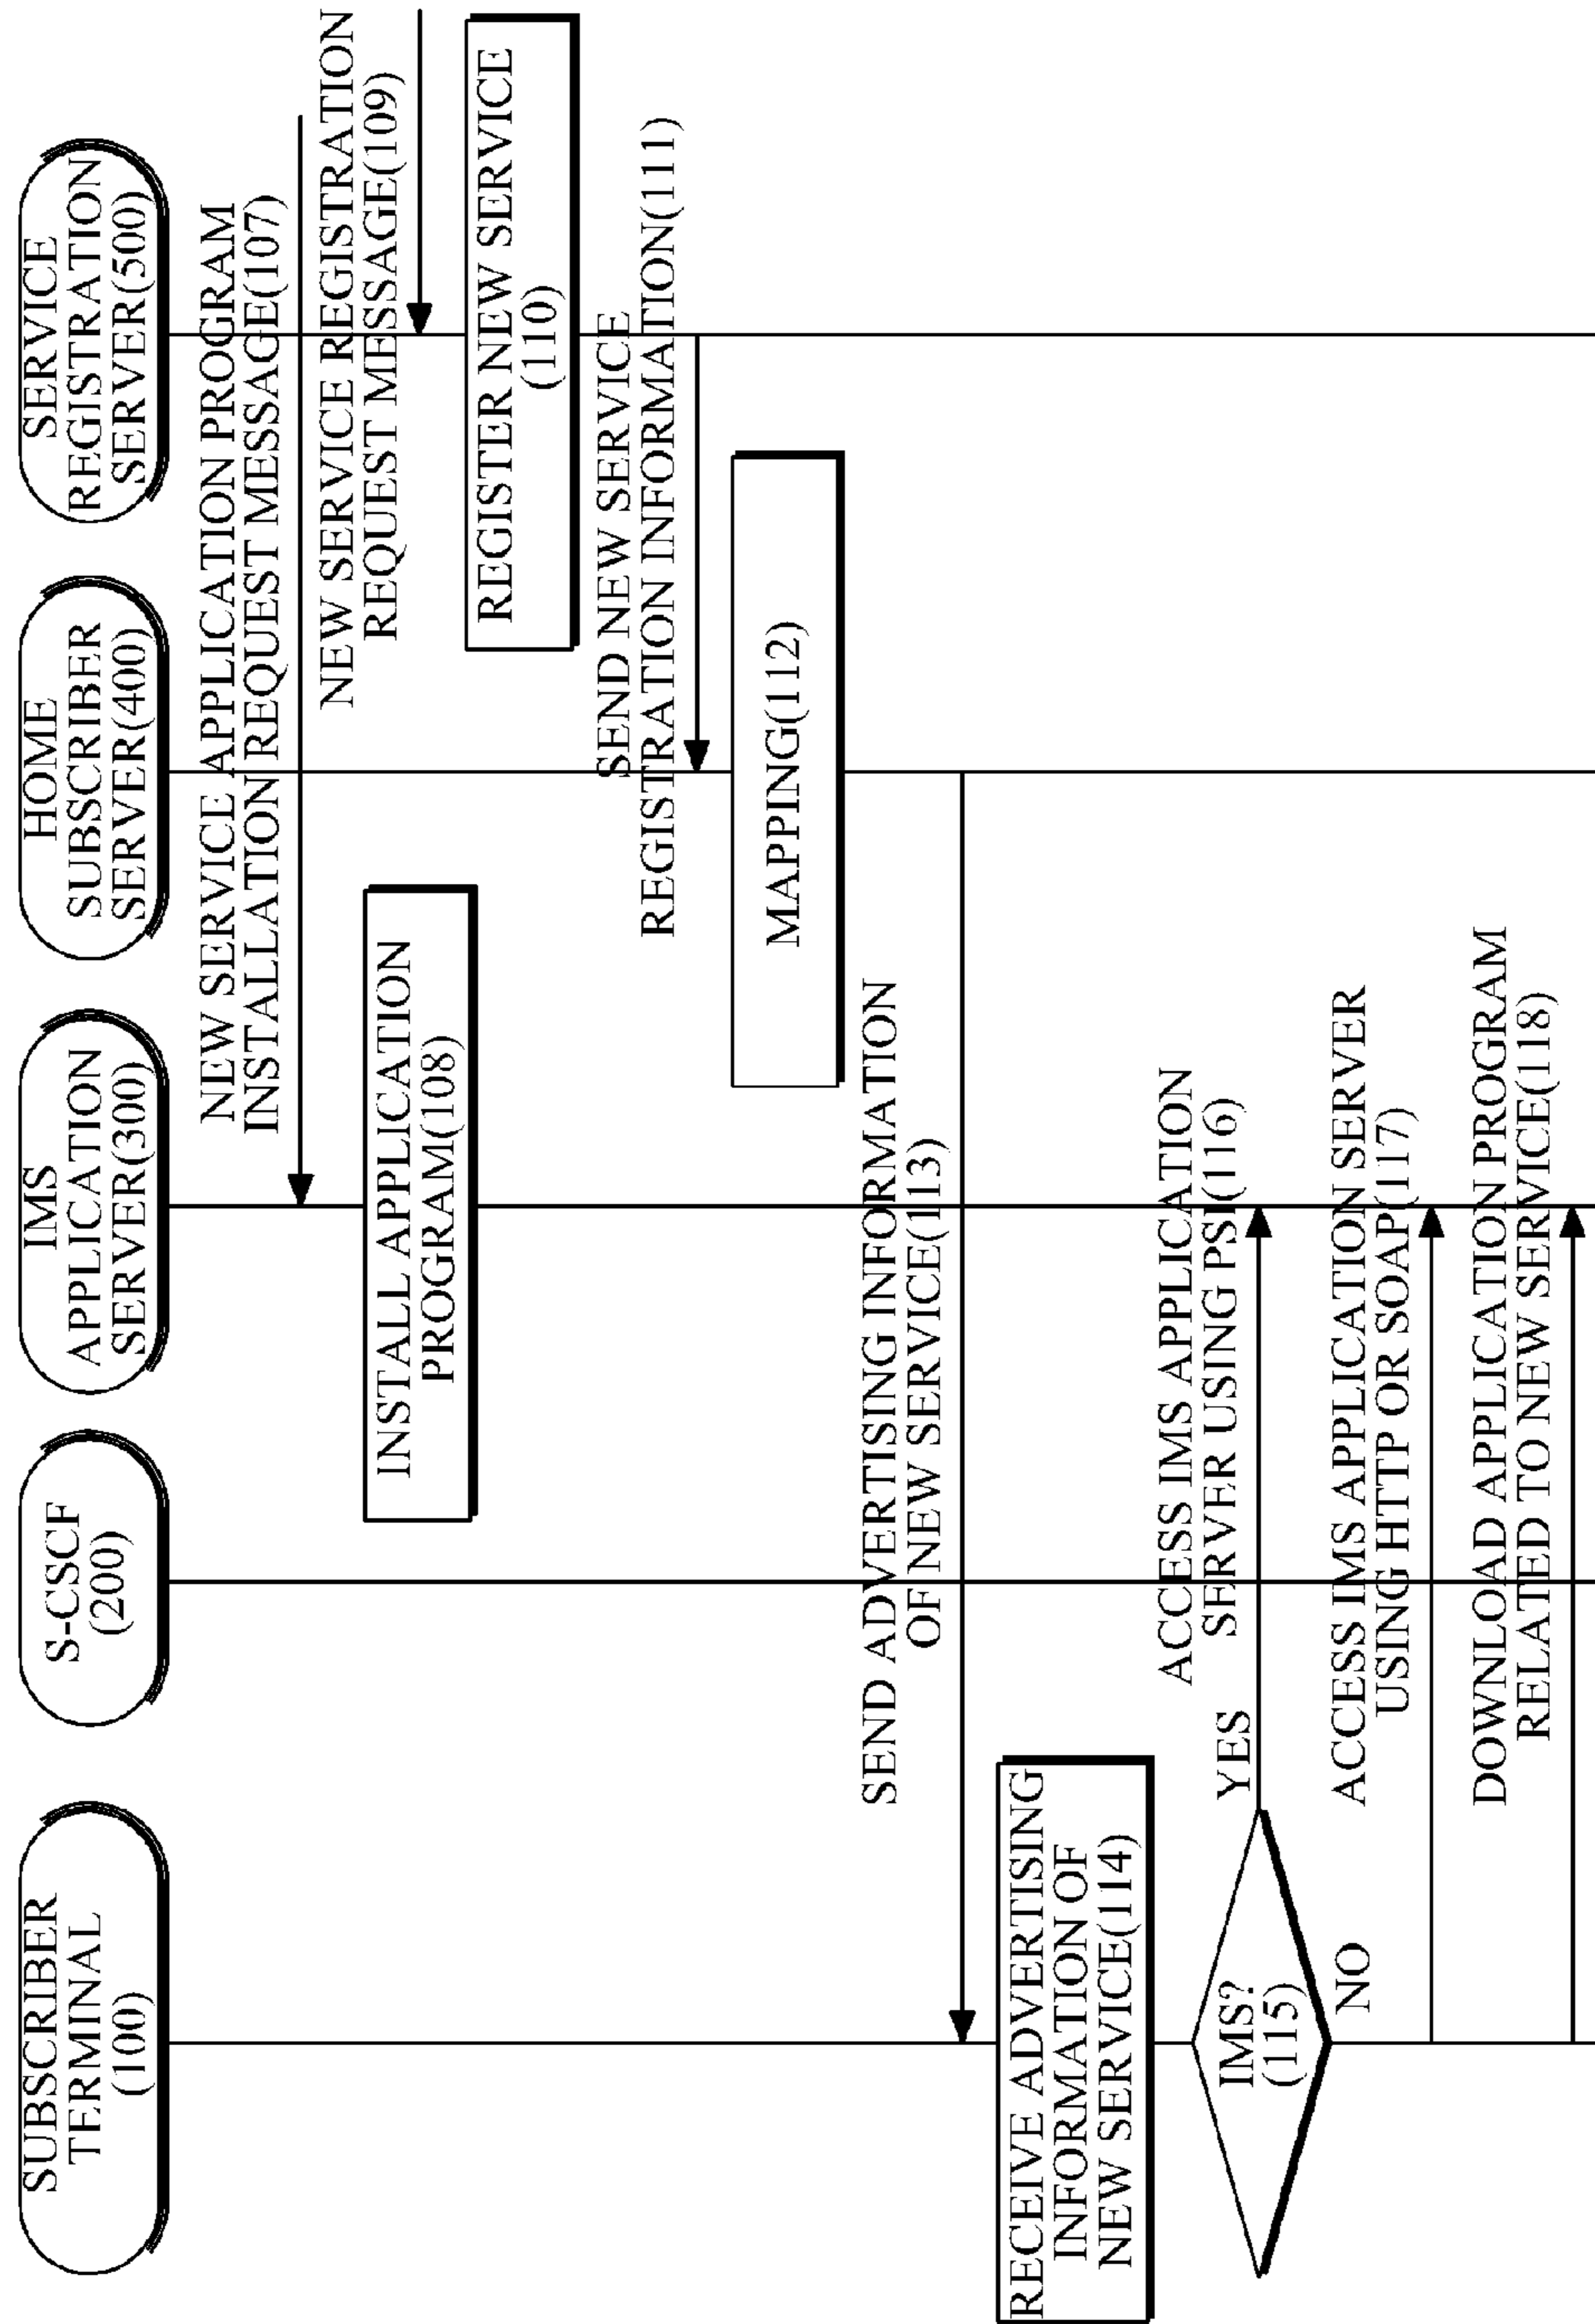 SUBSCRIBER
TERMINAL
(100)
S-CSCF
(200)
IMS
APPLICATION
SERVER(300)
HOME
SUBSCRIBER
SERVER(400)
SERVICE
REGISTRATION
SERVER(500)
NEW SERVICE APPLICATION PROGRAM
INSTALLATION REQUEST MESSAGE(107)
NEW SERVICE REGISTRATION
REQUEST MESSAGE(109)
INSTALL APPLICATION
PROGRAM(108)
REGISTER NEW SERVICE
(110)
SEND NEW SERVICE
REGISTRATION INFORMATION(111)
MAPPING(112)
SEND ADVERTISING INFORMATION
OF NEW SERVICE(113)
RECEIVE ADVERTISING
INFORMATION OF
NEW SERVICE(114)
ACCESS IMS APPLICATION
SERVER USING PSI(116)
YES
IMS?
(115)
NO
ACCESS IMS APPLICATION SERVER
USING HTTP OR SOAP(117)
DOWNLOAD APPLICATION PROGRAM
RELATED TO NEW SERVICE(118)